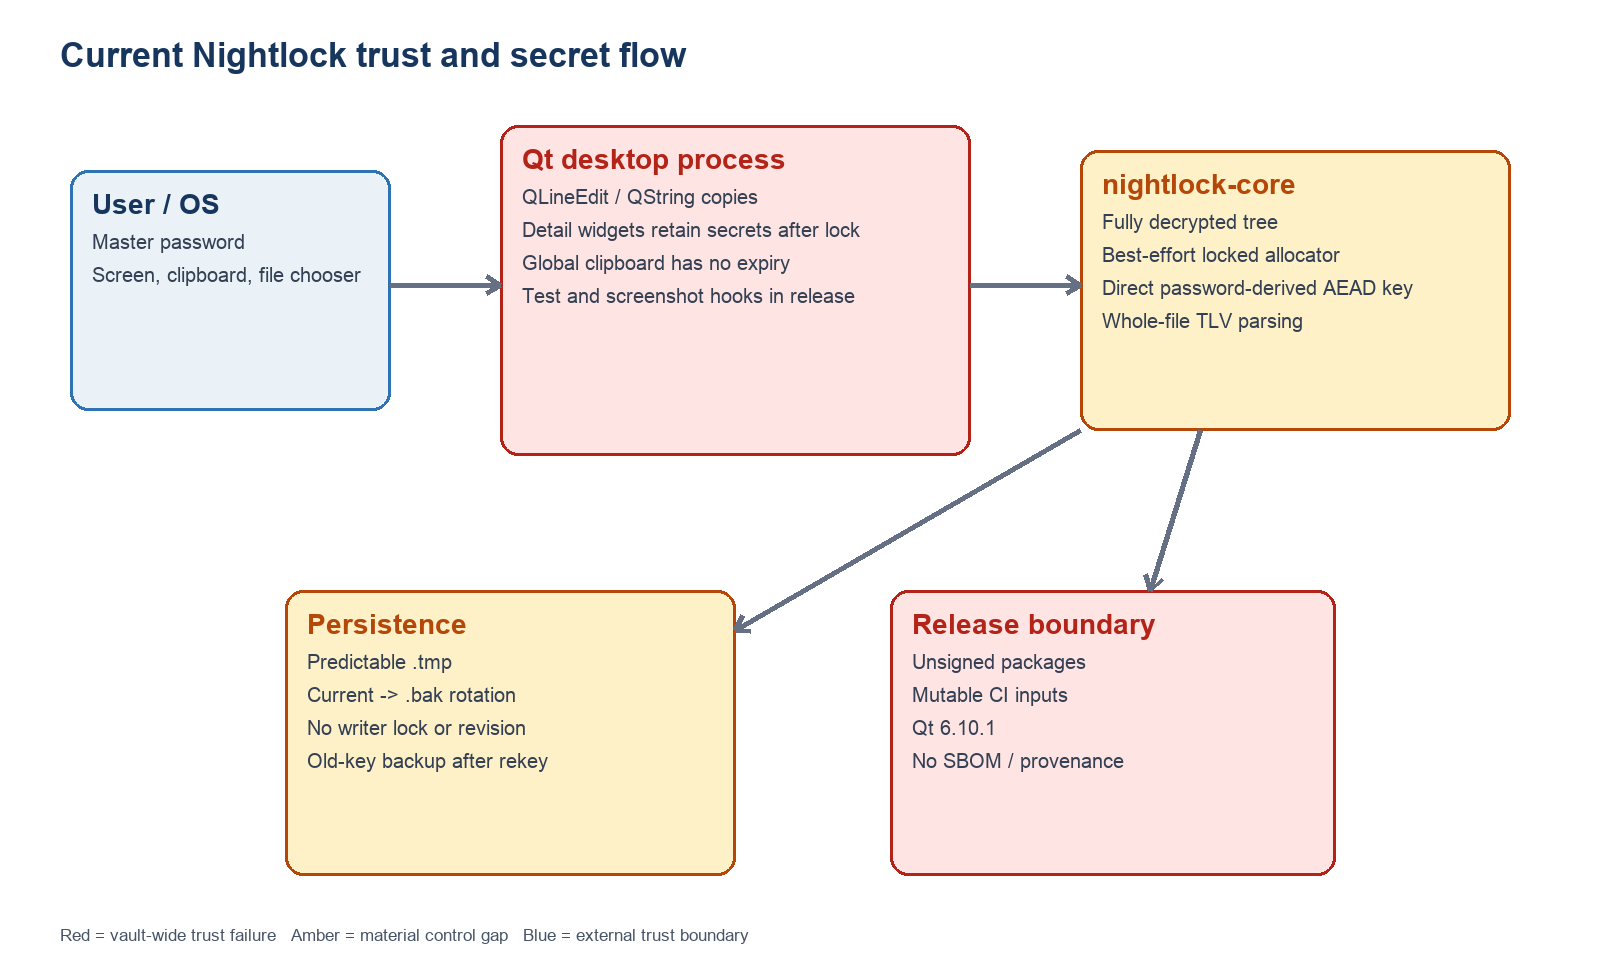 Current Nightlock trust and secret flow
User / OS
Master password
Screen, clipboard, file chooser
Qt desktop process
QLineEdit / QString copies
Detail widgets retain secrets after lock
Global clipboard has no expiry
Test and screenshot hooks in release
nightlock-core
Fully decrypted tree
Best-effort locked allocator
Direct password-derived AEAD key
Whole-file TLV parsing
Persistence
Predictable .tmp
Current -> .bak rotation
No writer lock or revision
Old-key backup after rekey
Release boundary
Unsigned packages
Mutable CI inputs
Qt 6.10.1
No SBOM / provenance
Red = vault-wide trust failure   Amber = material control gap   Blue = external trust boundary